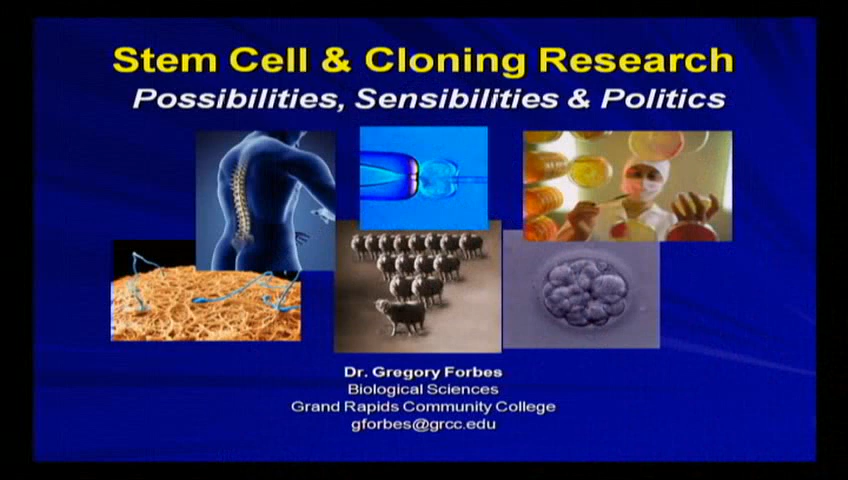 Stem Cell & Cloning Research
Possibilities, Sensibilities & Politics
Dr. Gregory Forbes
Biological Sciences
Grand Rapids Community College
gforbes@grcc.edu